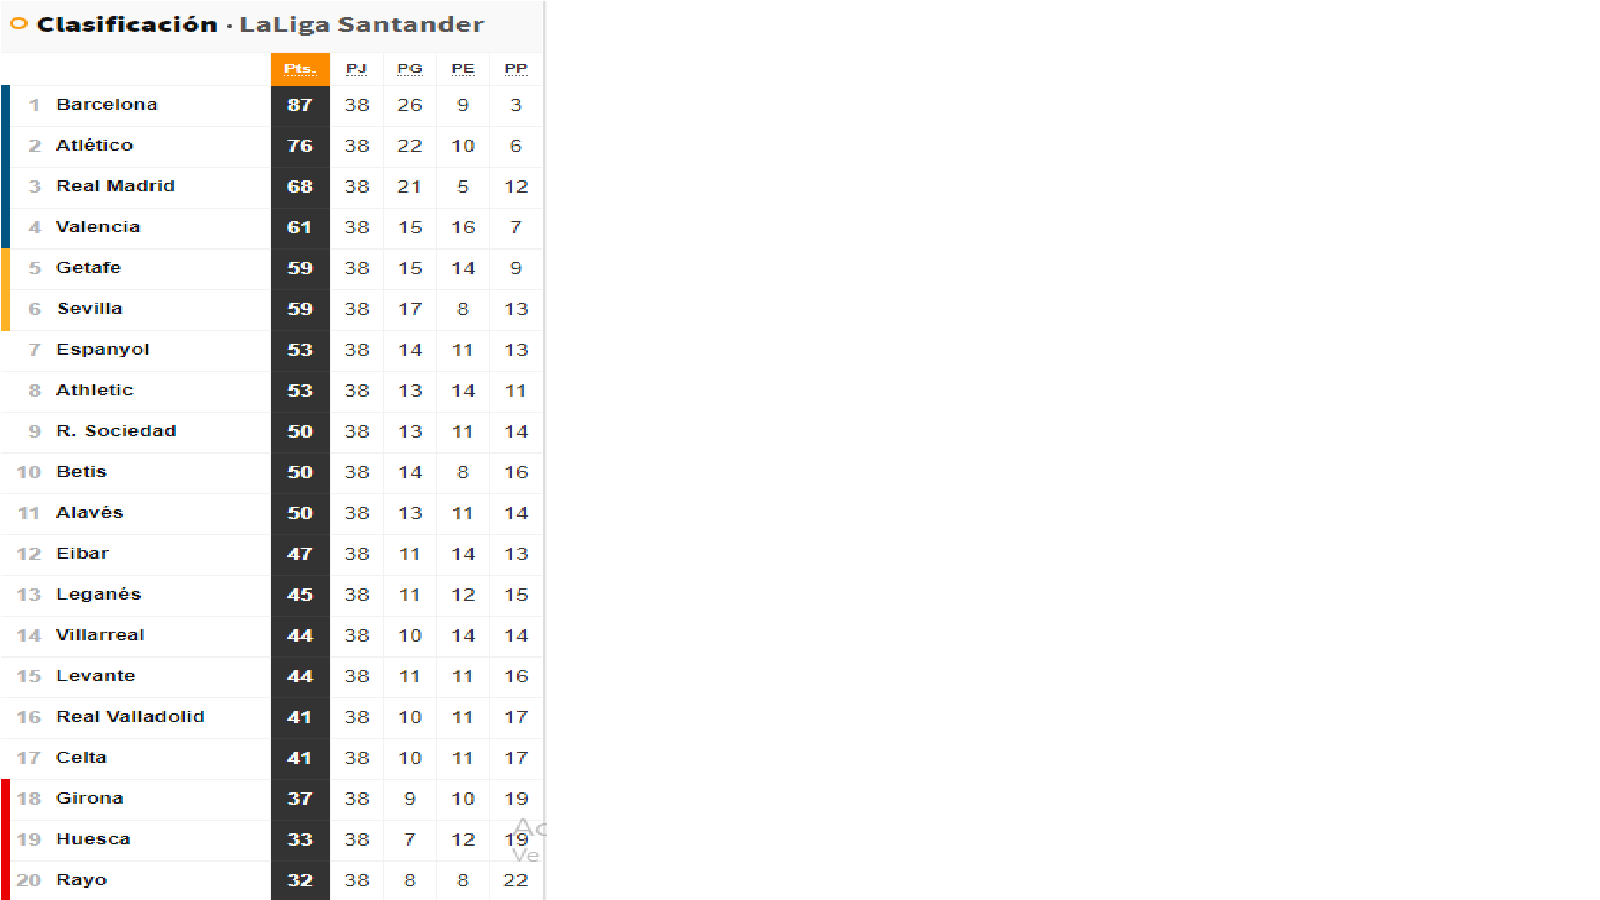 Clasificación · LaLiga Santander
Pts. PJ PG PE PP
1 Barcelona 87 38 26 9 3
2 Atlético 76 38 22 10 6
3 Real Madrid 68 38 21 5 12
4 Valencia 61 38 15 16 7
5 Getafe 59 38 15 14 9
6 Sevilla 59 38 17 8 13
7 Espanyol 53 38 14 11 13
8 Athletic 53 38 13 14 11
9 R. Sociedad 50 38 13 11 14
10 Betis 50 38 14 8 16
11 Alavés 50 38 13 11 14
12 Eibar 47 38 11 14 13
13 Leganés 45 38 11 12 15
14 Villarreal 44 38 10 14 14
15 Levante 44 38 11 11 16
16 Real Valladolid 41 38 10 11 17
17 Celta 41 38 10 11 17
18 Girona 37 38 9 10 19
19 Huesca 33 38 7 12 19
20 Rayo 32 38 8 8 22